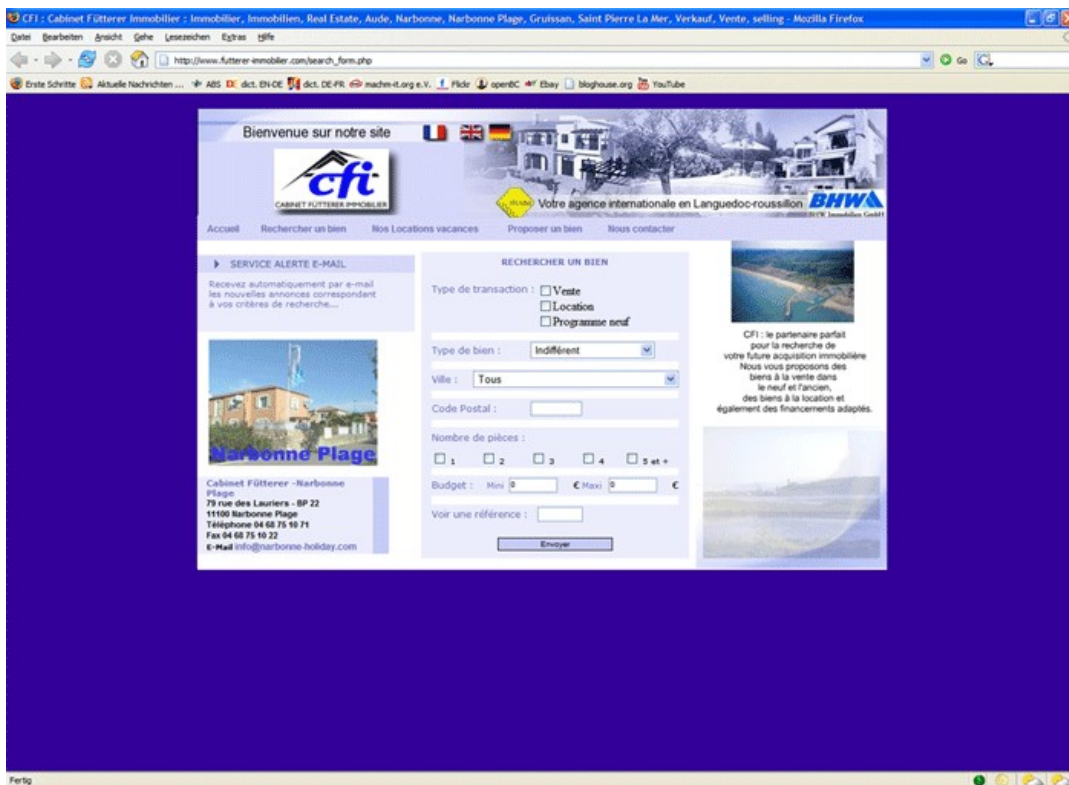 CFI : Cabinet Fütterer Immobilier : Immobilier, Immobilien, Real Estate, Aude, Narbonne, Narbonne Plage, Gruissan, Saint Pierre La Mer, Verkauf, Vente, selling - Mozilla Firefox
Datei Bearbeiten Ansicht Gehe Lesezeichen Extras Hilfe
http://www.futterer-immobilier.com/search_form.php
Go
Erste Schritte Aktuelle Nachrichten ... ABS dict. EN-DE dict. DE-FR machm-it.org e.V. Flickr openBC Ebay bloghouse.org YouTube
Bienvenue sur notre site
cfi
CABINET FÜTTERER IMMOBILIER
Votre agence internationale en Languedoc-roussillon
BHW
BHW Immobilien GmbH
Accueil Rechercher un bien Nos Locations vacances Proposer un bien Nous contacter
SERVICE ALERTE E-MAIL
Recevez automatiquement par e-mail
les nouvelles annonces correspondant
à vos critères de recherche...
Narbonne Plage
Cabinet Fütterer -Narbonne
Plage
79 rue des Lauriers - BP 22
11100 Narbonne Plage
Téléphone 04 68 75 10 71
Fax 04 68 75 10 22
E-Mail info@narbonne-holiday.com
RECHERCHER UN BIEN
Type de transaction : Vente
Location
Programme neuf
Type de bien : Indifférent
Ville : Tous
Code Postal :
Nombre de pièces :
1 2 3 4 5 et +
Budget : Mini 0 € Maxi 0 €
Voir une référence :
Envoyer
CFI : le partenaire parfait
pour la recherche de
votre future acquisition immobilière
Nous vous proposons des
biens à la vente dans
le neuf et l'ancien,
des biens à la location et
également des financements adaptés.
Fertig